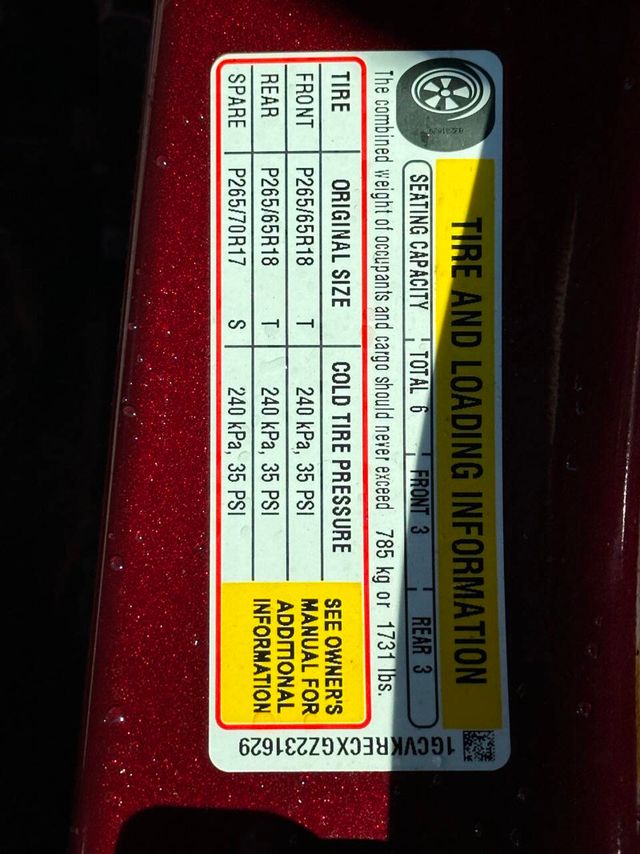 TIRE AND LOADING INFORMATION
SEATING CAPACITY TOTAL 6 FRONT 3 REAR 3
The combined weight of occupants and cargo should never exceed 785 kg or 1731 lbs.
TIRE ORIGINAL SIZE COLD TIRE PRESSURE
FRONT P265/65R18 T 240 kPa, 35 PSI
REAR P265/65R18 T 240 kPa, 35 PSI
SPARE P265/70R17 S 240 kPa, 35 PSI
SEE OWNER'S
MANUAL FOR
ADDITIONAL
INFORMATION
1GCVKRECXGZ231629